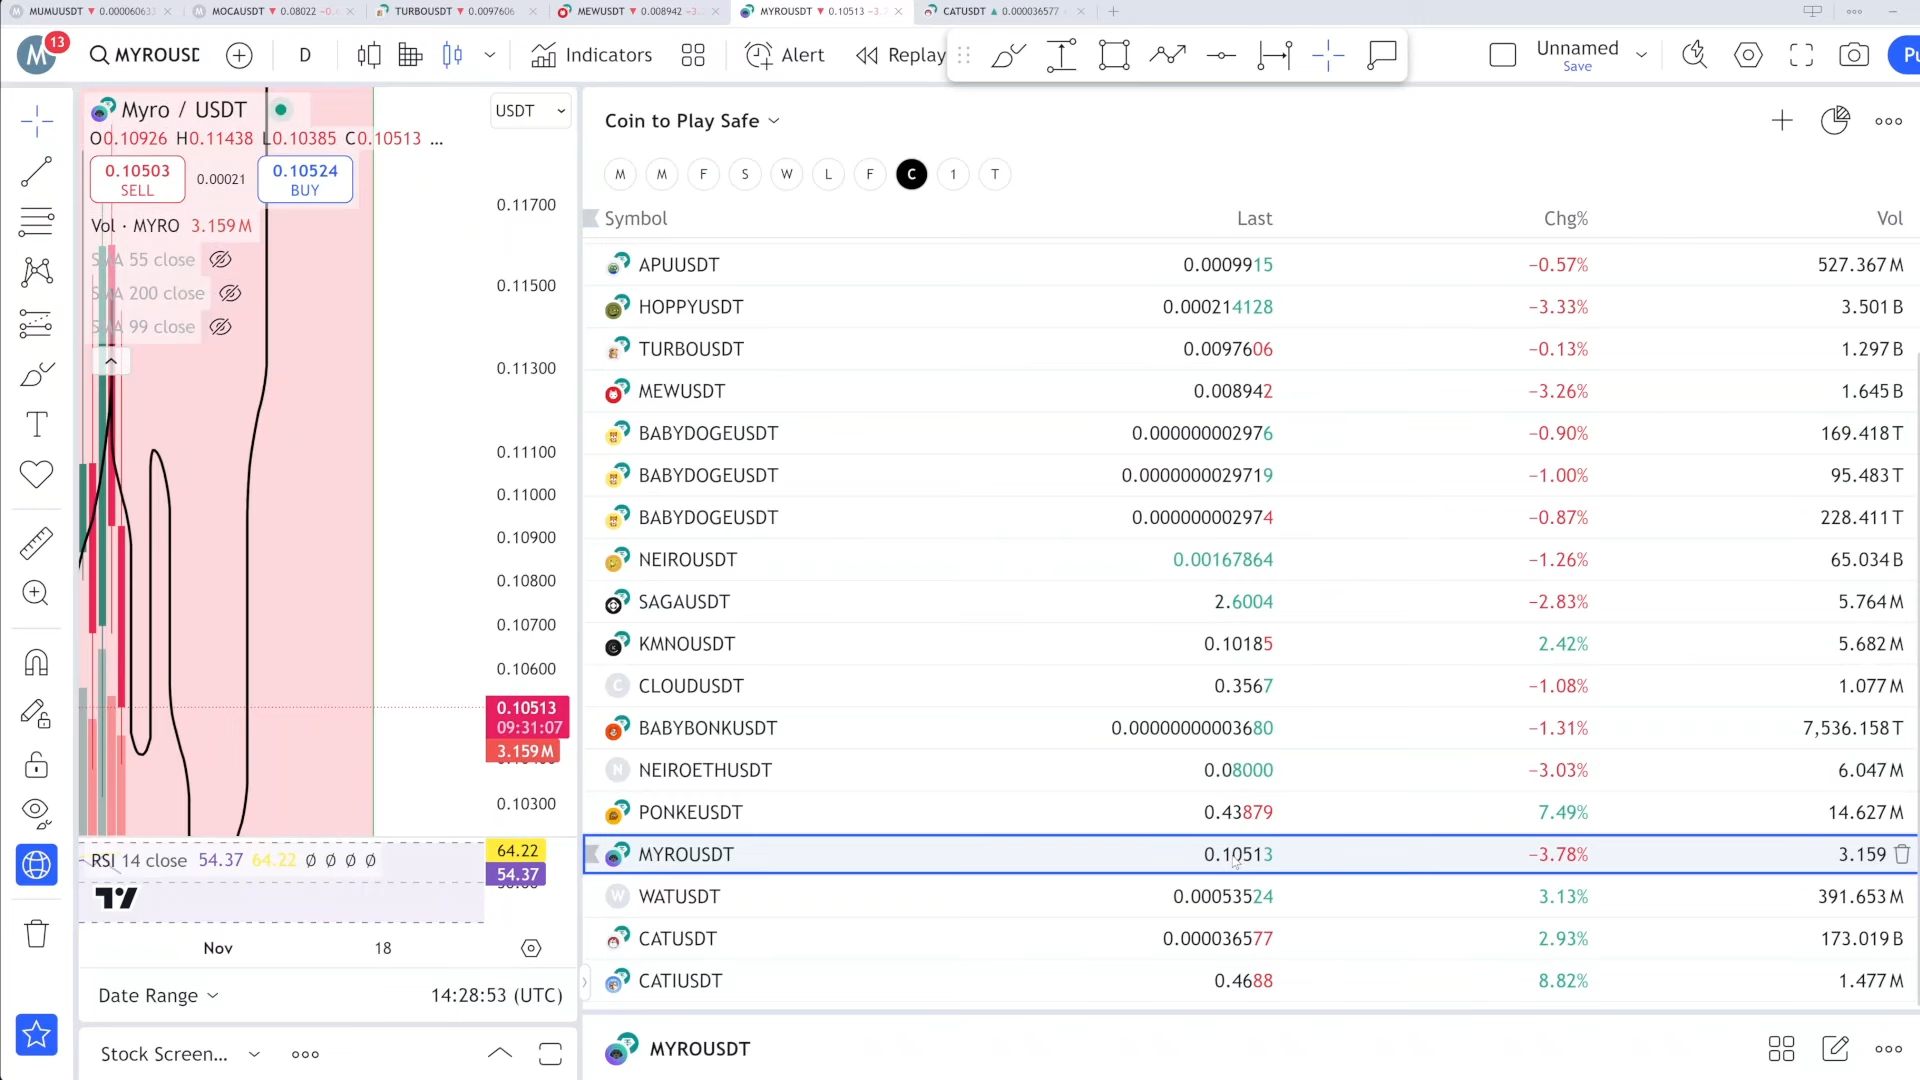 MUMUUSDT ▼ 0.000060633
MOCAUSDT ▼ 0.08022
TURBOUSDT ▼ 0.0097606
MEWUSDT ▼ 0.008942
MYROUSDT ▼ 0.10513
CATUSDT ▲ 0.000036577
M 13
MYROUSD
D
Indicators
Alert
Replay
Unnamed
Save
Myro / USDT
USDT
O0.10926 H0.11438 L0.10385 C0.10513 ...
0.10503
SELL
0.00021
0.10524
BUY
Vol · MYRO 3.159 M
SMA 55 close
SMA 200 close
SMA 99 close
0.11700
0.11500
0.11300
0.11100
0.11000
0.10900
0.10800
0.10700
0.10600
0.10513
09:31:07
3.159 M
0.10300
RSI 14 close 54.37 64.22 Ø Ø Ø Ø
64.22
54.37
Nov 18
Date Range
14:28:53 (UTC)
Stock Screen...
Coin to Play Safe
M M F S W L F C 1 T
Symbol Last Chg% Vol
APUUSDT 0.0009915 −0.57% 527.367 M
HOPPYUSDT 0.000214128 −3.33% 3.501 B
TURBOUSDT 0.0097606 −0.13% 1.297 B
MEWUSDT 0.008942 −3.26% 1.645 B
BABYDOGEUSDT 0.000000002976 −0.90% 169.418 T
BABYDOGEUSDT 0.0000000029719 −1.00% 95.483 T
BABYDOGEUSDT 0.000000002974 −0.87% 228.411 T
NEIROUSDT 0.00167864 −1.26% 65.034 B
SAGAUSDT 2.6004 −2.83% 5.764 M
KMNOUSDT 0.10185 2.42% 5.682 M
C CLOUDUSDT 0.3567 −1.08% 1.077 M
BABYBONKUSDT 0.0000000000003680 −1.31% 7,536.158 T
N NEIROETHUSDT 0.08000 −3.03% 6.047 M
PONKEUSDT 0.43879 7.49% 14.627 M
MYROUSDT 0.10513 −3.78% 3.159
W WATUSDT 0.00053524 3.13% 391.653 M
CATUSDT 0.000036577 2.93% 173.019 B
CATIUSDT 0.4688 8.82% 1.477 M
MYROUSDT